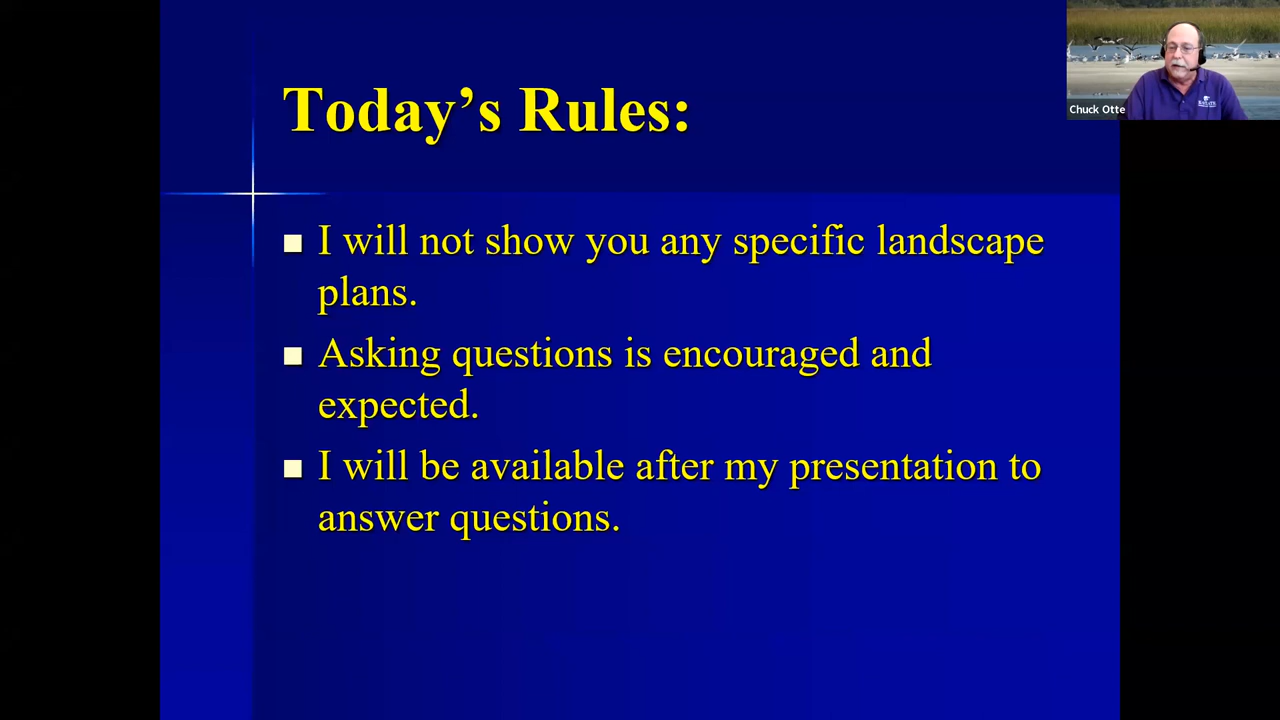 Today’s Rules:
I will not show you any specific landscape
plans.
Asking questions is encouraged and
expected.
I will be available after my presentation to
answer questions.
Chuck Otte